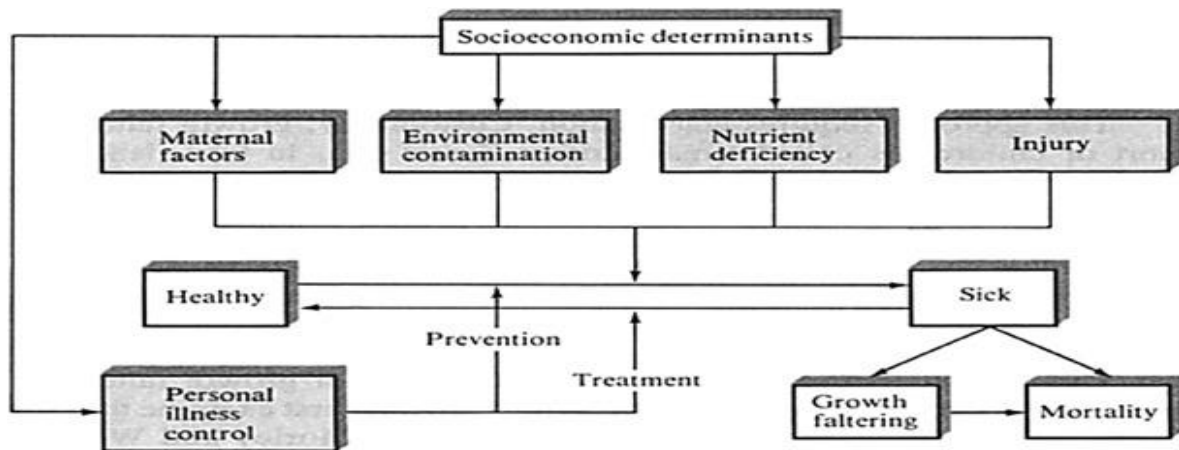 Socioeconomic determinants
Maternal
factors
Environmental
contamination
Nutrient
deficiency
Injury
Healthy
Sick
Prevention
Treatment
Personal
illness
control
Growth
faltering
Mortality